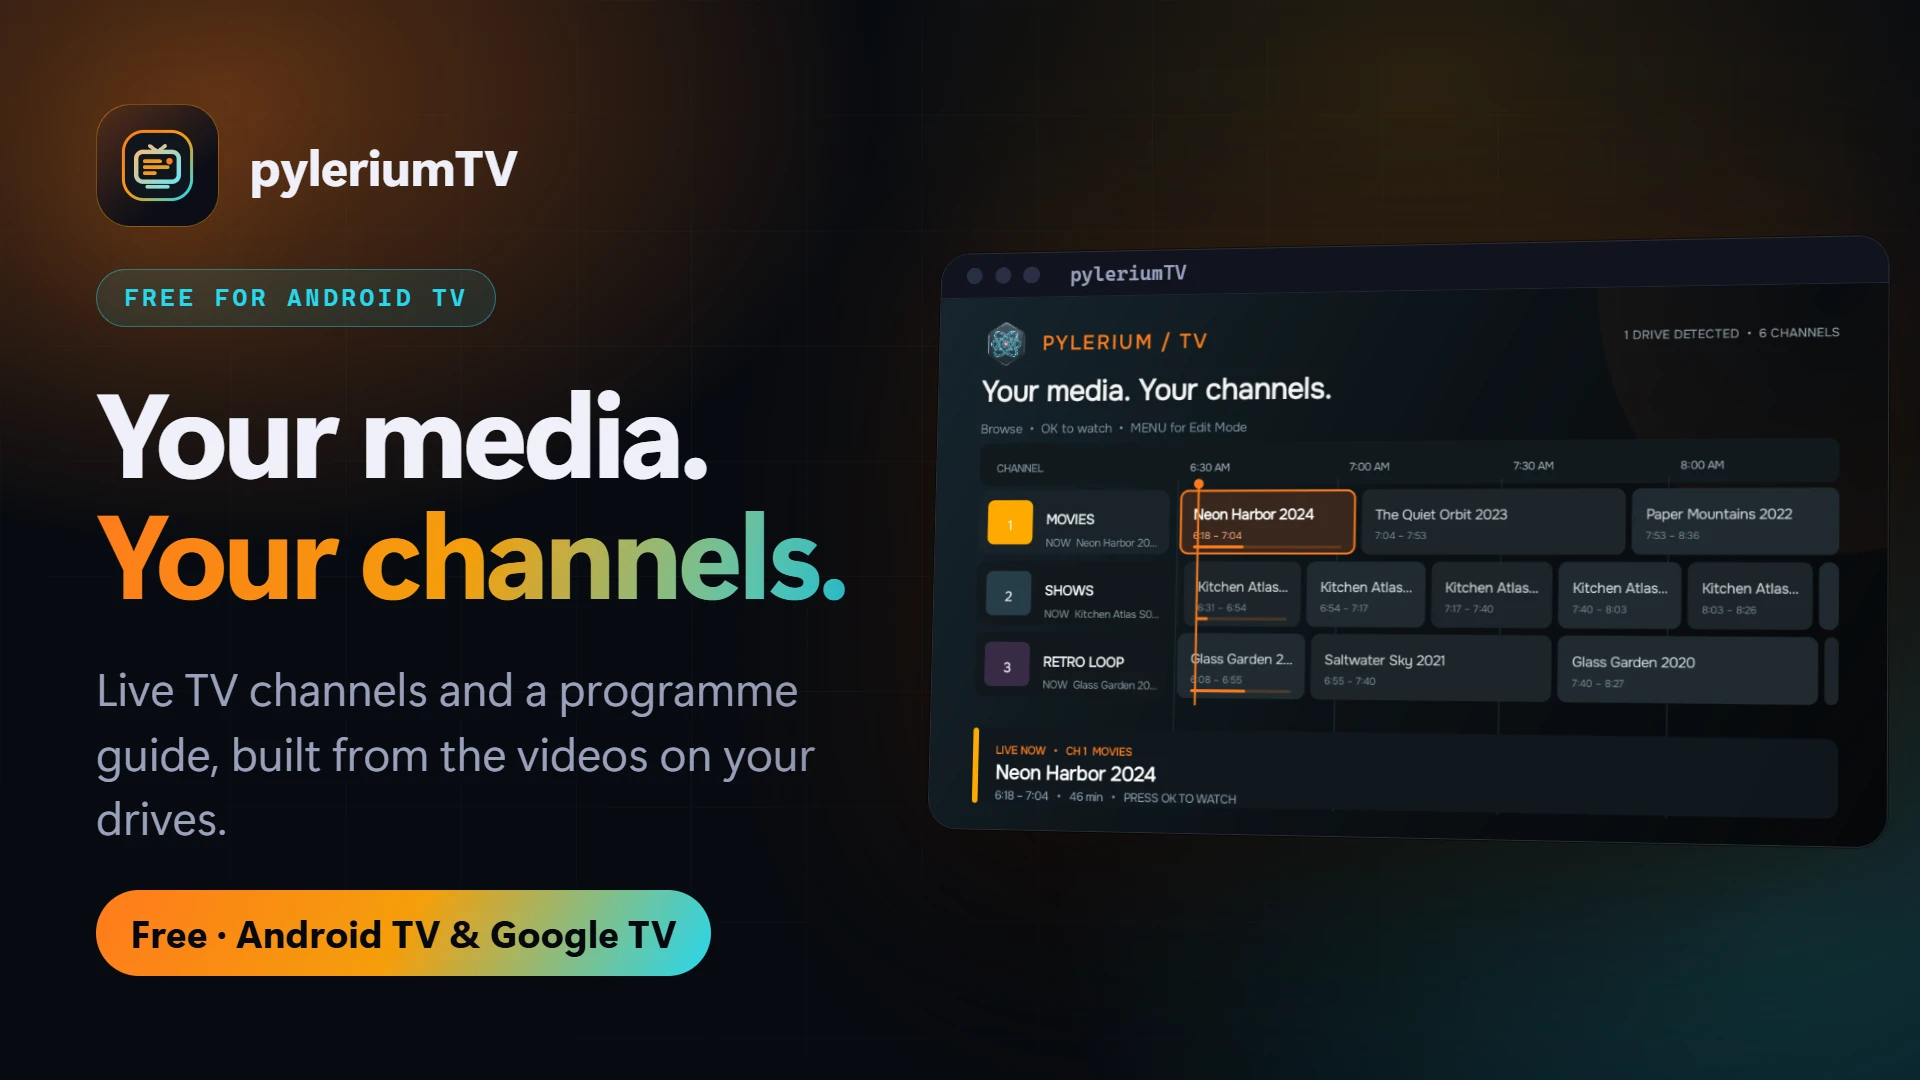 pyleriumTV
FREE FOR ANDROID TV
Your media.
Your channels.
Live TV channels and a programme
guide, built from the videos on your
drives.
Free · Android TV & Google TV
pyleriumTV
PYLERIUM / TV
1 DRIVE DETECTED • 6 CHANNELS
Your media. Your channels.
Browse • OK to watch • MENU for Edit Mode
CHANNEL 6:30 AM 7:00 AM 7:30 AM 8:00 AM
1 MOVIES
NOW Neon Harbor 20...
Neon Harbor 2024
6:18 – 7:04
The Quiet Orbit 2023
7:04 – 7:53
Paper Mountains 2022
7:53 – 8:36
2 SHOWS
NOW Kitchen Atlas S0...
Kitchen Atlas...
6:31 – 6:54
Kitchen Atlas...
6:54 – 7:17
Kitchen Atlas...
7:17 – 7:40
Kitchen Atlas...
7:40 – 8:03
Kitchen Atlas...
8:03 – 8:26
3 RETRO LOOP
NOW Glass Garden 20...
Glass Garden 2...
6:08 – 6:55
Saltwater Sky 2021
6:55 – 7:40
Glass Garden 2020
7:40 – 8:27
LIVE NOW • CH 1 MOVIES
Neon Harbor 2024
6:18 – 7:04 • 46 min • PRESS OK TO WATCH